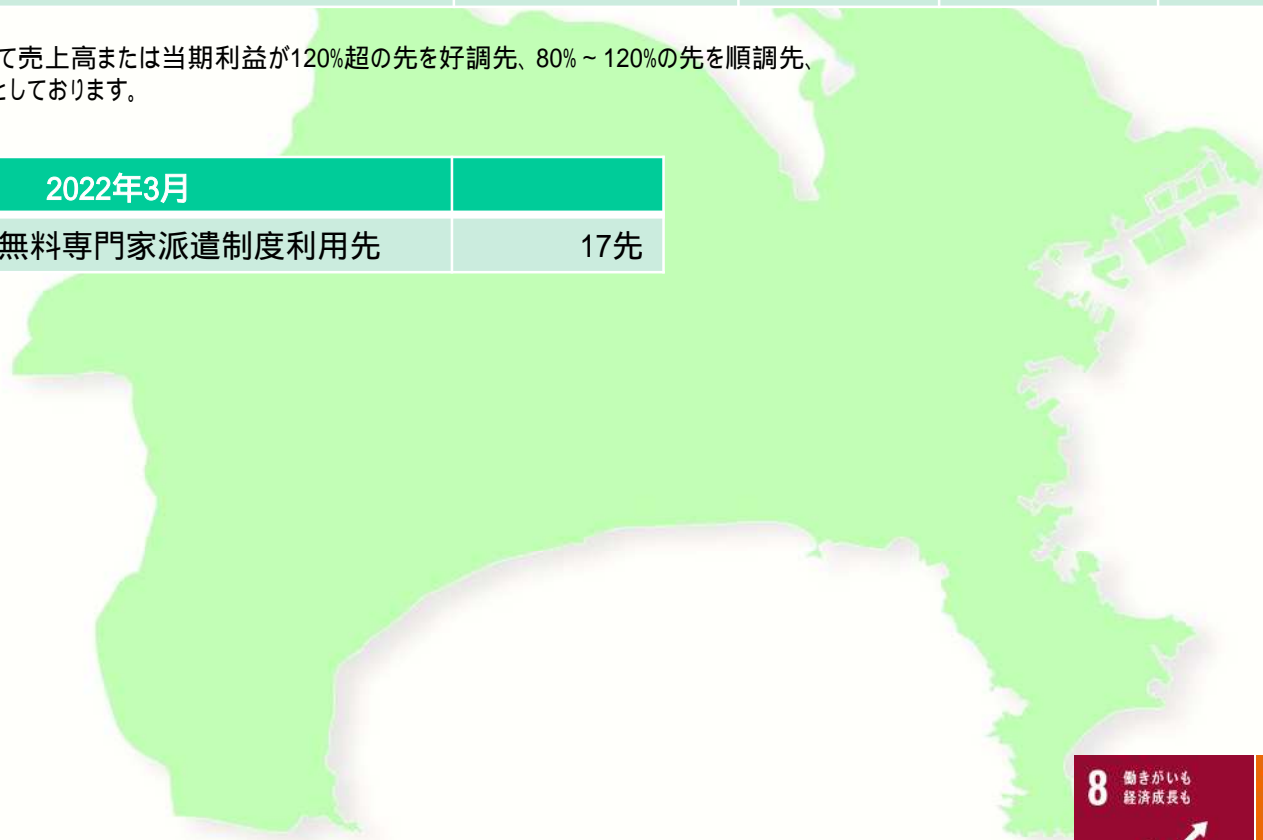 て売上高または当期利益が120%超の先を好調先、80%~120%の先を順調先、
としております。
2022年3月
無料専門家派遣制度利用先 17先
8 働きがいも
経済成長も